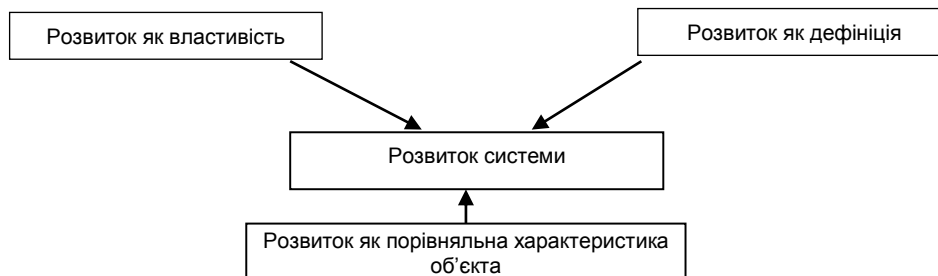 Розвиток як властивість
Розвиток як дефініція
Розвиток системи
Розвиток як порівняльна характеристика
об’єкта